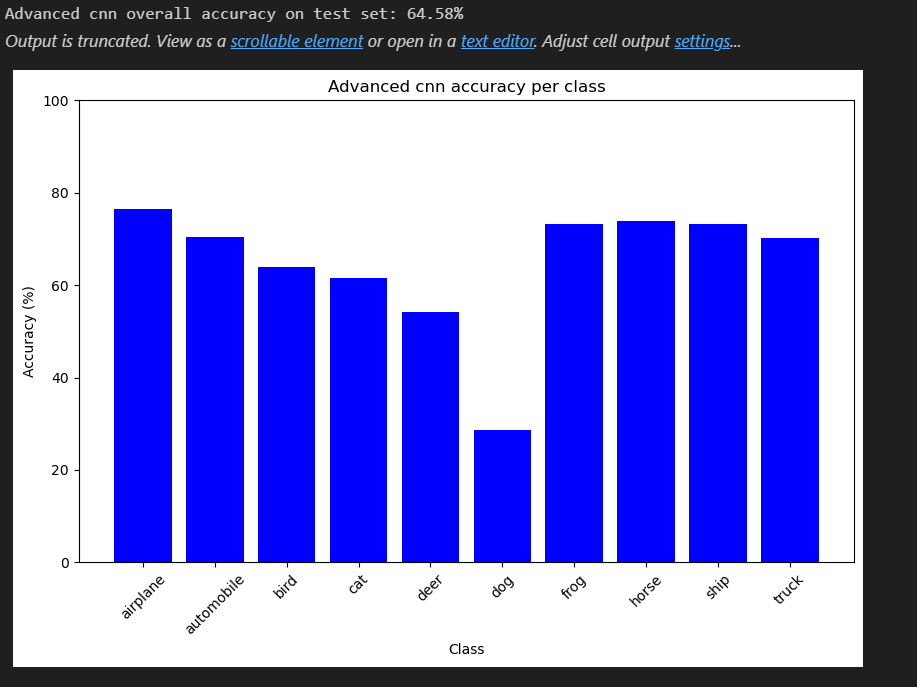 Advanced cnn overall accuracy on test set: 64.58%
Output is truncated. View as a scrollable element or open in a text editor. Adjust cell output settings...
Advanced cnn accuracy per class
100
80
60
40
20
0
Accuracy (%)
airplane
automobile
bird
cat
deer
dog
frog
horse
ship
truck
Class